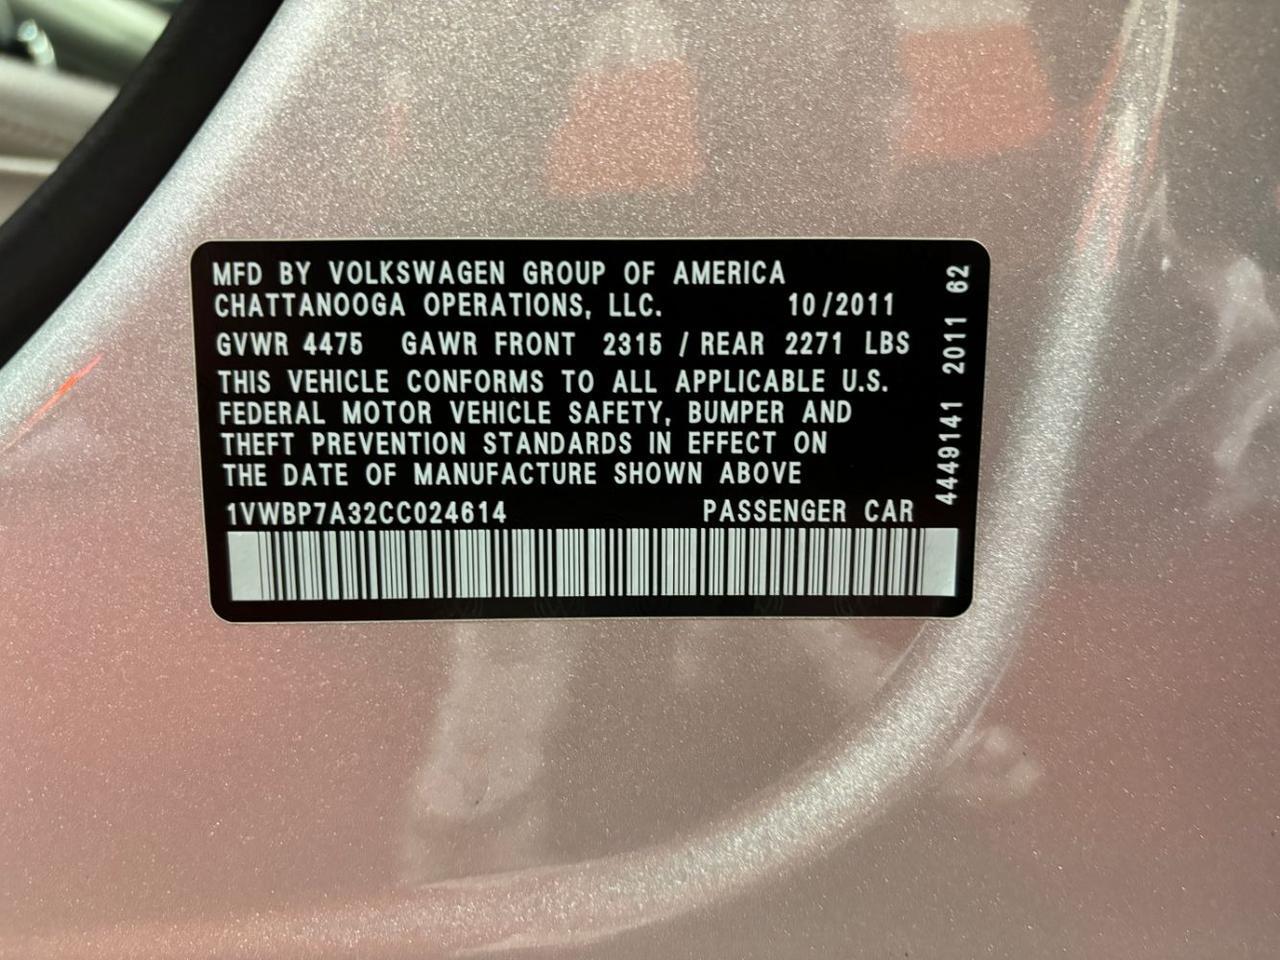 MFD BY VOLKSWAGEN GROUP OF AMERICA
CHATTANOOGA OPERATIONS, LLC. 10/2011
GVWR 4475 GAWR FRONT 2315 / REAR 2271 LBS
THIS VEHICLE CONFORMS TO ALL APPLICABLE U.S.
FEDERAL MOTOR VEHICLE SAFETY, BUMPER AND
THEFT PREVENTION STANDARDS IN EFFECT ON
THE DATE OF MANUFACTURE SHOWN ABOVE
1VWBP7A32CC024614 PASSENGER CAR
4449141 2011 62